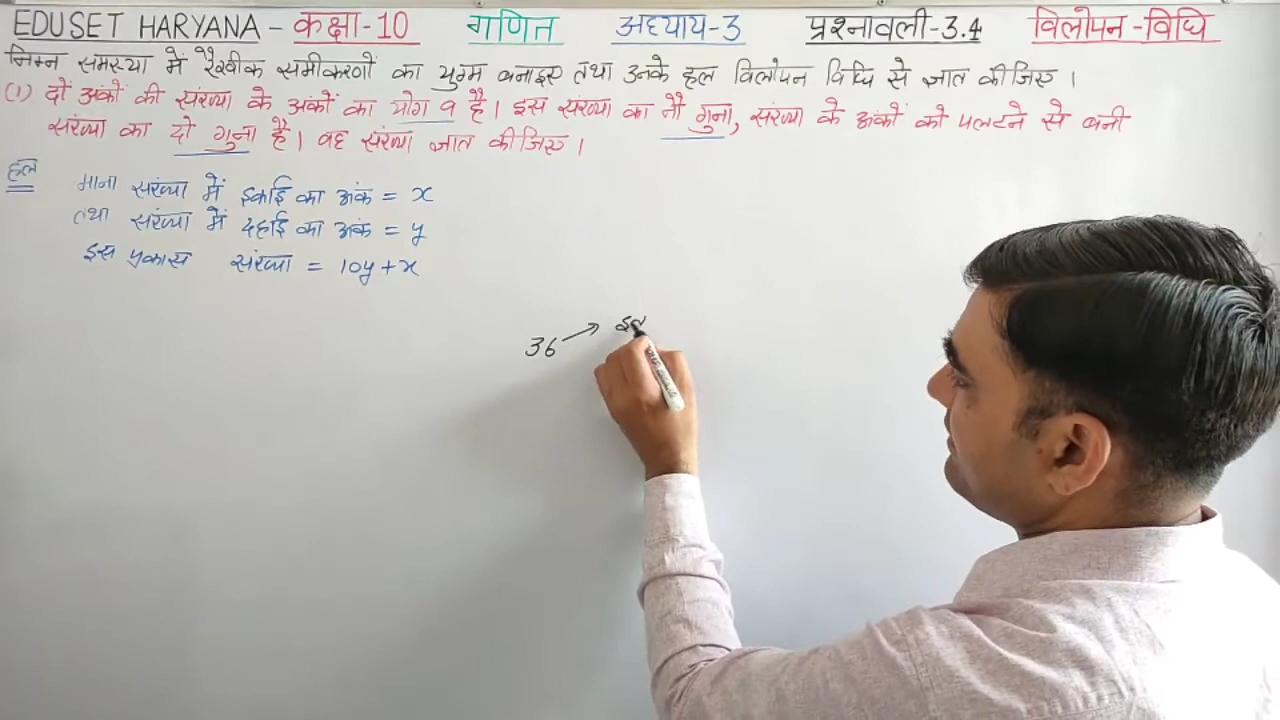 EDUSET HARYANA - कक्षा-10 गणित अध्याय-3 प्रश्नावली-3.4 विलोपन-विधि
निम्न समस्या में रैखीक समीकरणों का युग्म बनाइए तथा उनके हल विलोपन विधि से ज्ञात कीजिए।
(1) दो अंकों की संख्या के अंकों का योग 9 है। इस संख्या का नौ गुना, संख्या के अंकों को पलटने से बनी
संख्या का दो गुना है। वह संख्या ज्ञात कीजिए।
हल
माना संख्या में इकाई का अंक = x
तथा संख्या में दहाई का अंक = y
इस प्रकार संख्या = 10y + x
36